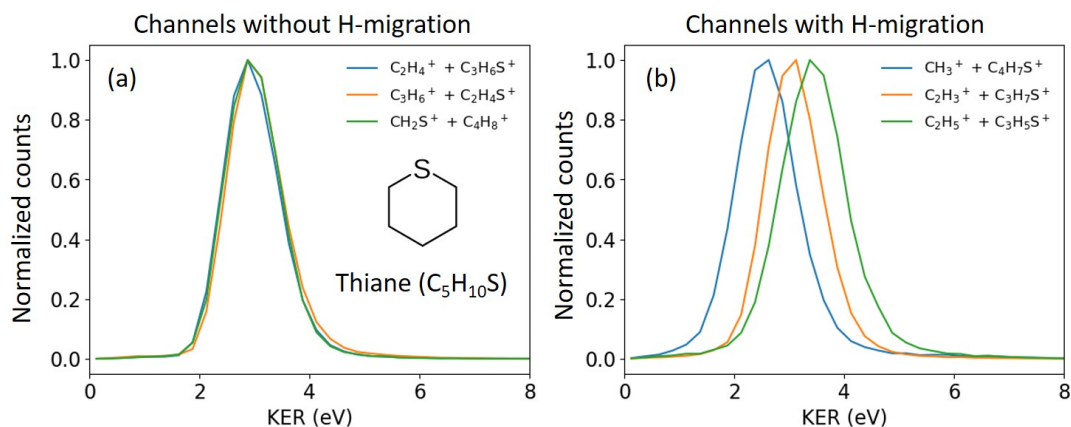 Channels without H-migration
(a)
C₂H₄⁺ + C₃H₆S⁺
C₃H₆⁺ + C₂H₄S⁺
CH₂S⁺ + C₄H₈⁺
S
Thiane (C₅H₁₀S)
Normalized counts
1.0
0.8
0.6
0.4
0.2
0.0
0
2
4
6
8
KER (eV)
Channels with H-migration
(b)
CH₃⁺ + C₄H₇S⁺
C₂H₃⁺ + C₃H₇S⁺
C₂H₅⁺ + C₃H₅S⁺
Normalized counts
1.0
0.8
0.6
0.4
0.2
0.0
0
2
4
6
8
KER (eV)